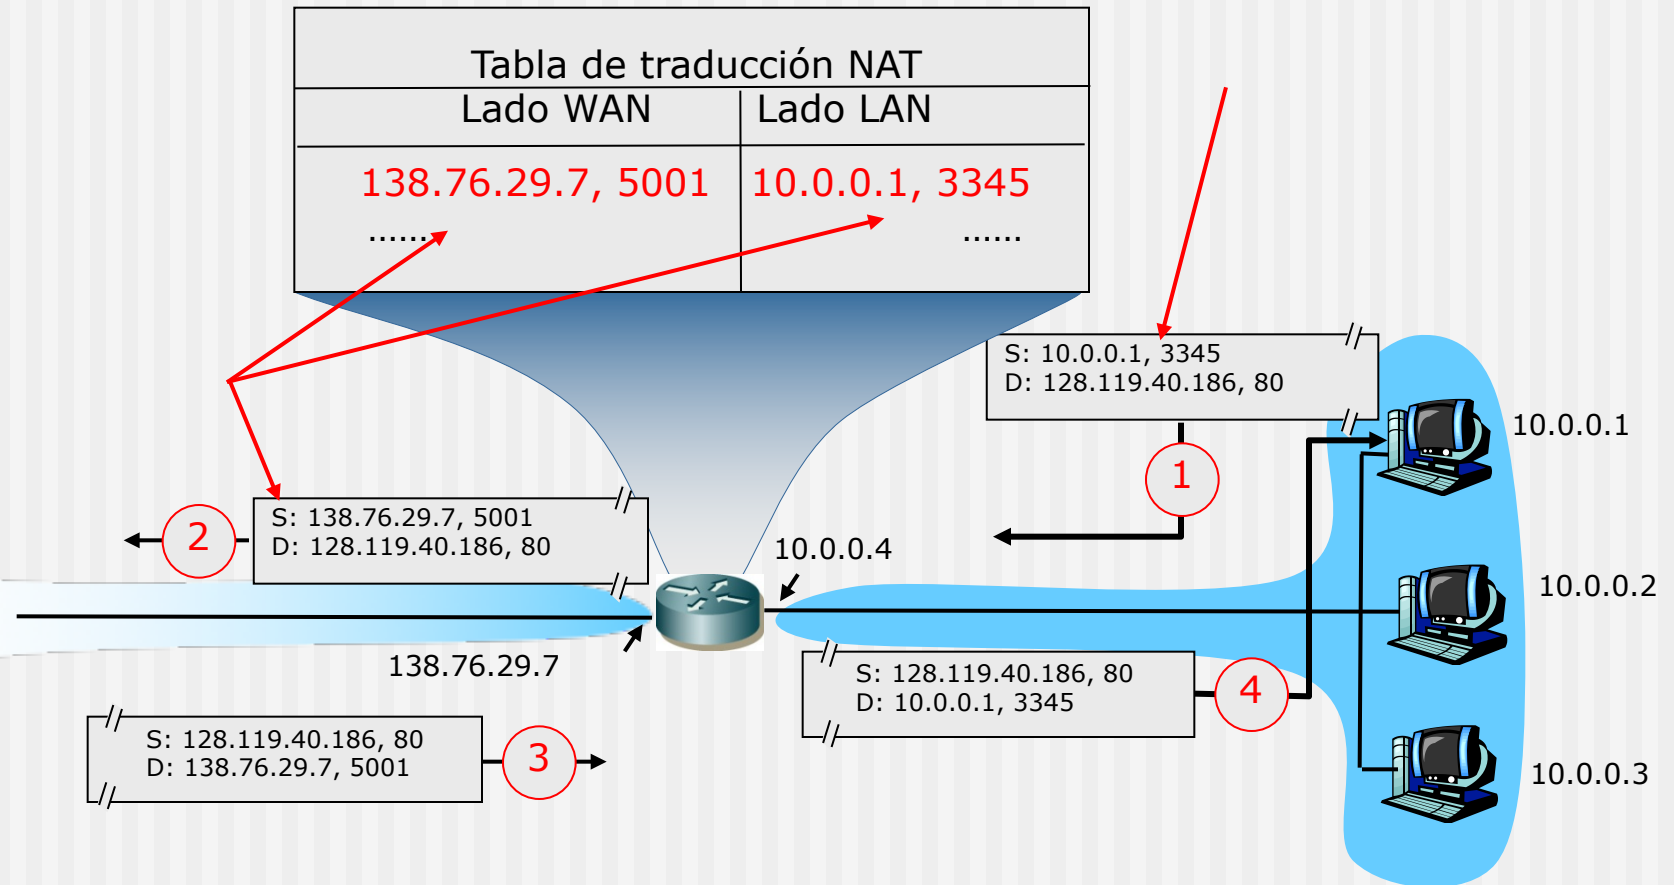 Tabla de traducción NAT
Lado WAN Lado LAN
138.76.29.7, 5001 10.0.0.1, 3345
...... ......
S: 10.0.0.1, 3345
D: 128.119.40.186, 80
10.0.0.1
1
2
S: 138.76.29.7, 5001
D: 128.119.40.186, 80
10.0.0.4
10.0.0.2
138.76.29.7
S: 128.119.40.186, 80
D: 10.0.0.1, 3345
4
S: 128.119.40.186, 80
D: 138.76.29.7, 5001
3
10.0.0.3